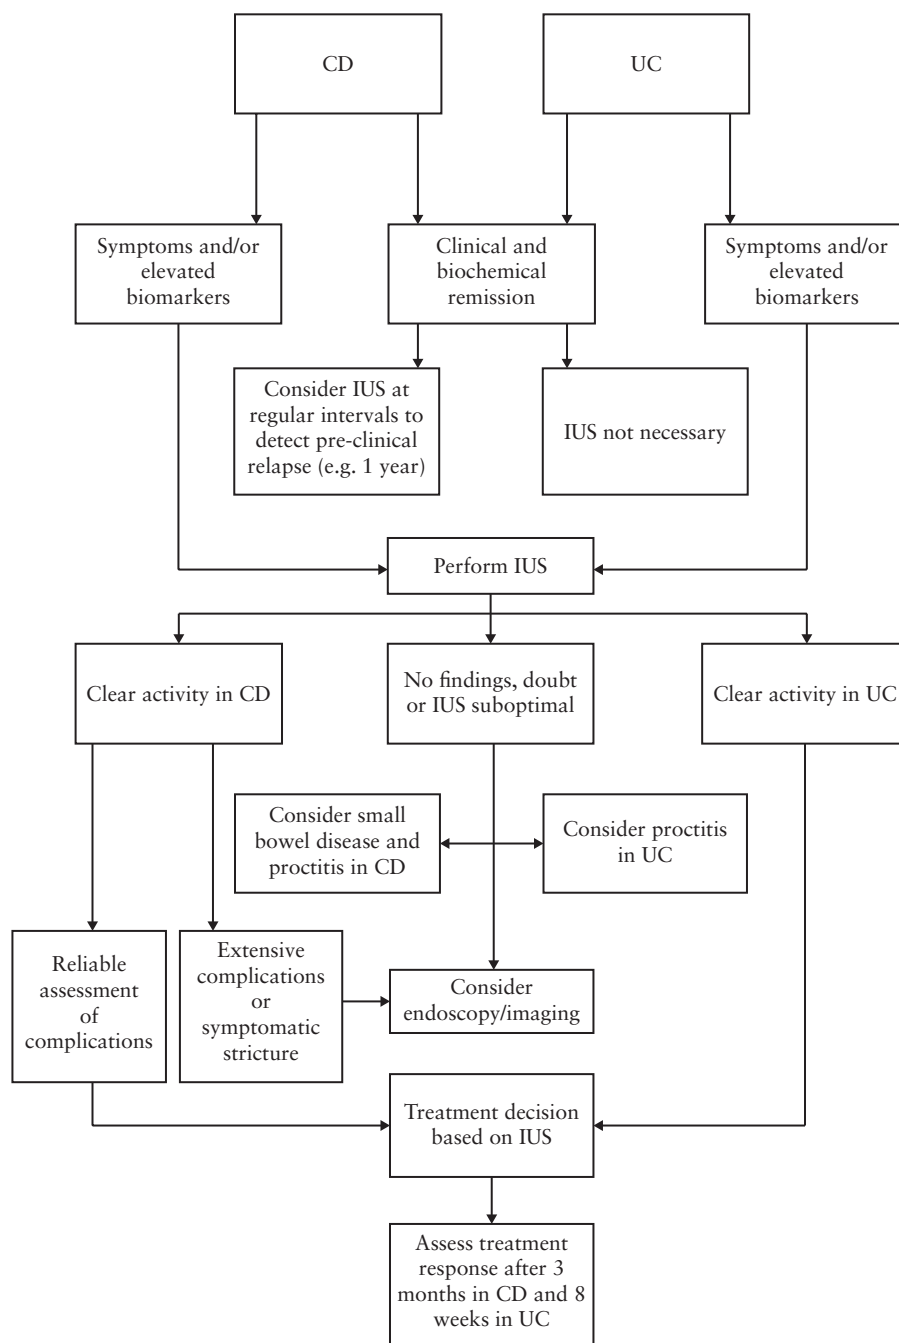 CD
UC
Symptoms and/or
elevated
biomarkers
Clinical and
biochemical
remission
Symptoms and/or
elevated
biomarkers
Consider IUS at
regular intervals to
detect pre-clinical
relapse (e.g. 1 year)
IUS not necessary
Perform IUS
Clear activity in CD
No findings, doubt
or IUS suboptimal
Clear activity in UC
Consider small
bowel disease and
proctitis in CD
Consider proctitis
in UC
Reliable
assessment
of
complications
Extensive
complications
or
symptomatic
stricture
Consider
endoscopy/imaging
Treatment decision
based on IUS
Assess treatment
response after 3
months in CD and 8
weeks in UC